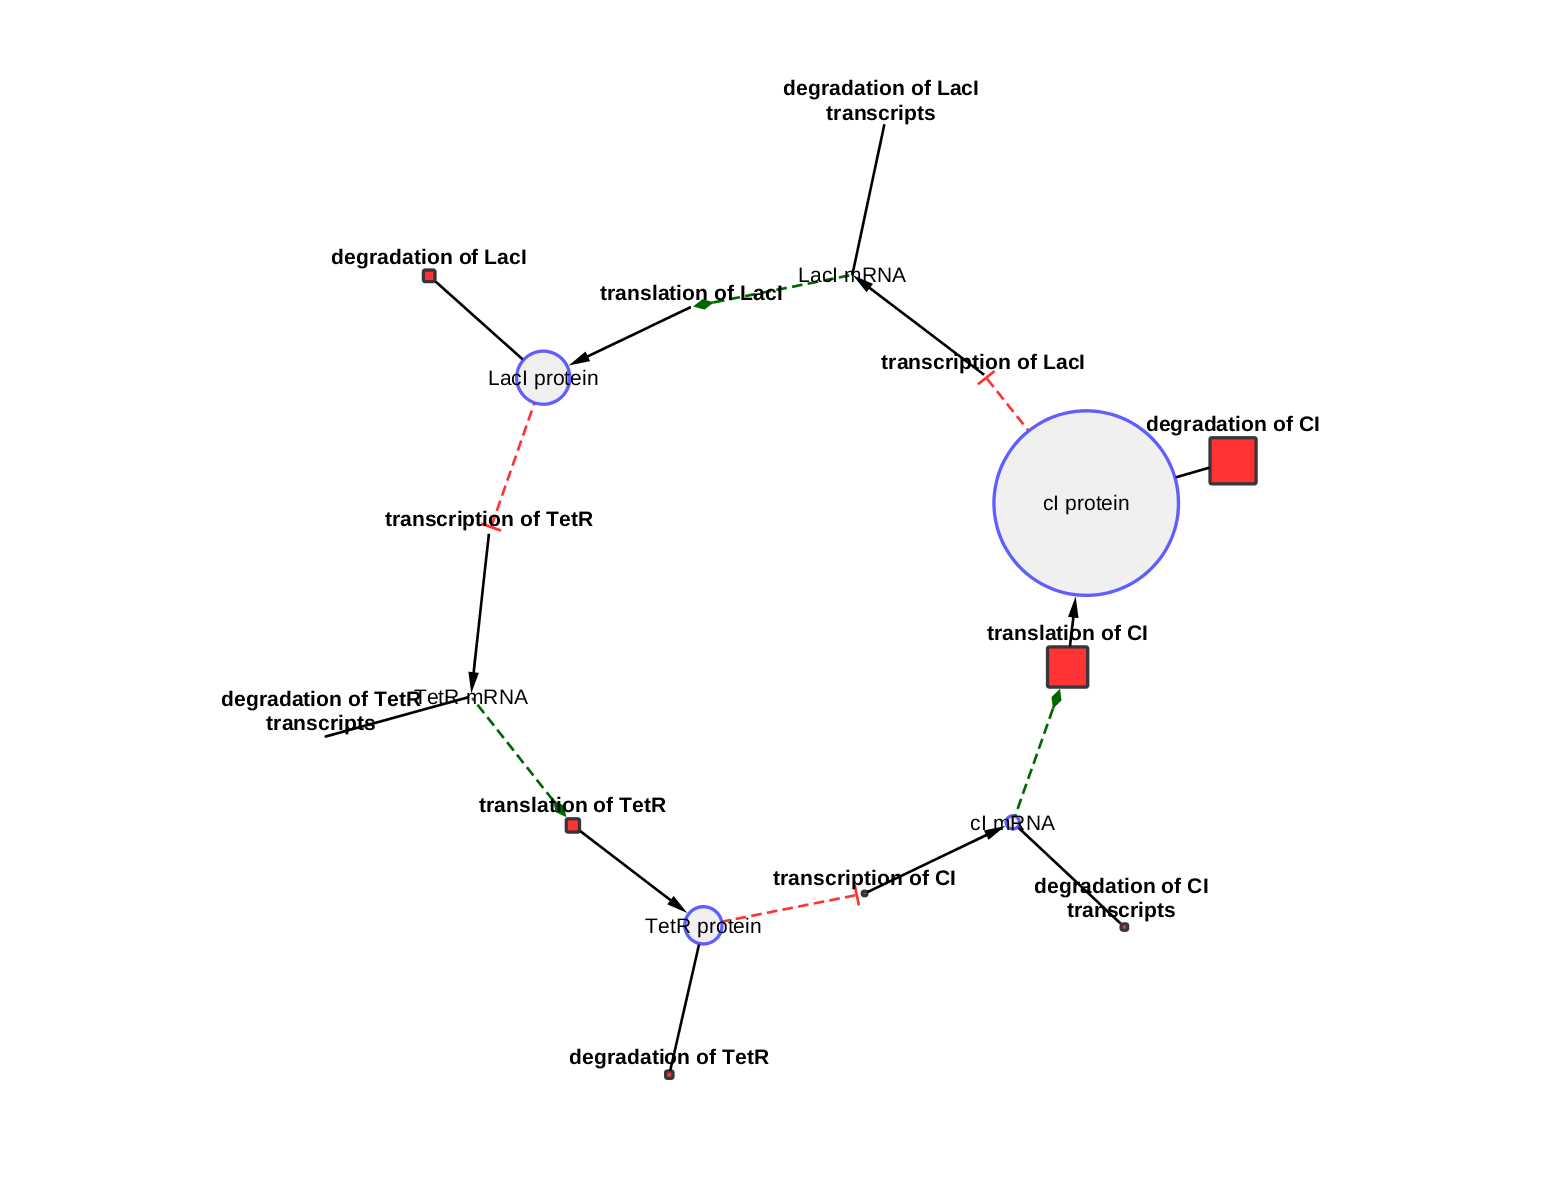 degradation of LacI
transcripts
degradation of LacI
LacI mRNA
translation of LacI
transcription of LacI
LacI protein
degradation of CI
cI protein
transcription of TetR
translation of CI
degradation of TetR
transcripts
TetR mRNA
translation of TetR
cI mRNA
transcription of CI
degradation of CI
transcripts
TetR protein
degradation of TetR